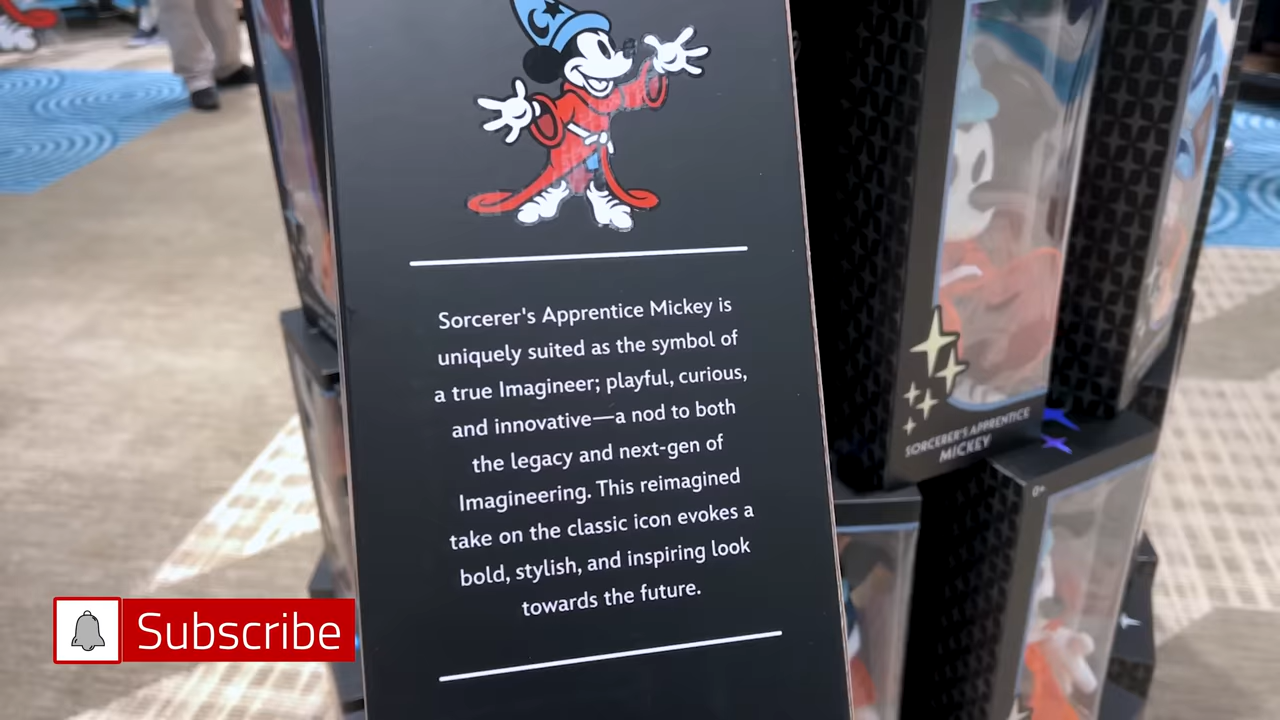 Sorcerer's Apprentice Mickey is
uniquely suited as the symbol of
a true Imagineer; playful, curious,
and innovative—a nod to both
the legacy and next-gen of
Imagineering. This reimagined
take on the classic icon evokes a
bold, stylish, and inspiring look
towards the future.
SORCERER'S APPRENTICE
MICKEY
0+
Subscribe